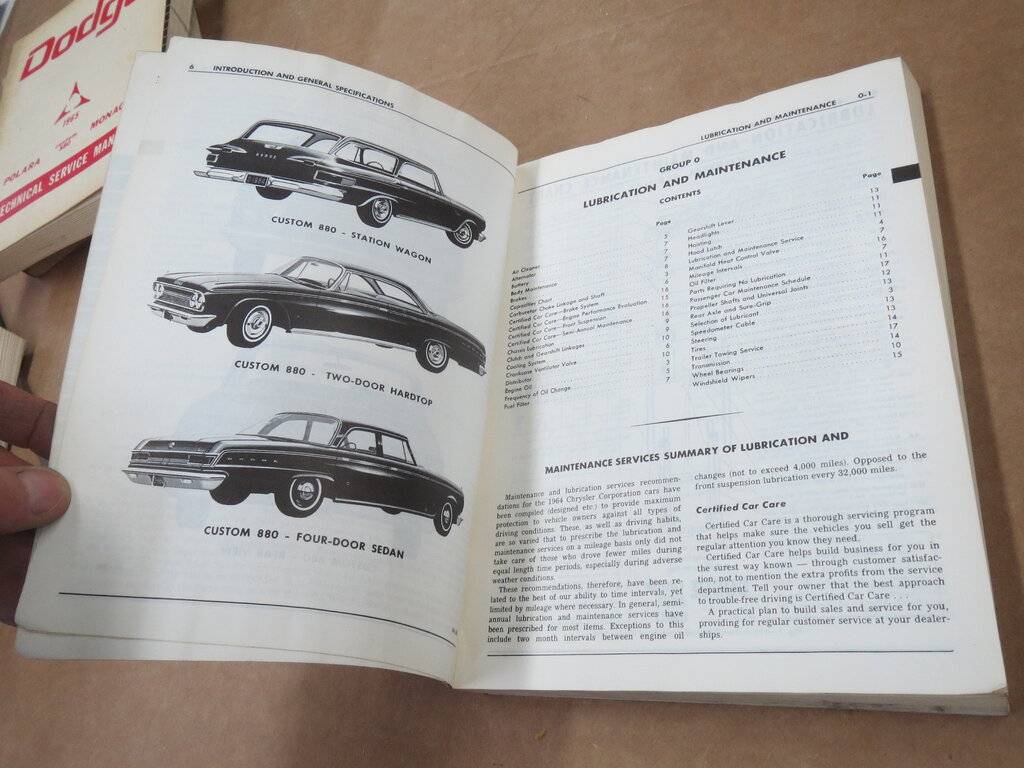 Dodge
1965
POLARA
CUSTOM
880
MONAC
TECHNICAL SERVICE MAN
6 INTRODUCTION AND GENERAL SPECIFICATIONS
CUSTOM 880 - STATION WAGON
CUSTOM 880 - TWO-DOOR HARDTOP
CUSTOM 880 - FOUR-DOOR SEDAN
LUBRICATION AND MAINTENANCE 0-1
GROUP 0
LUBRICATION AND MAINTENANCE
CONTENTS
Page
Air Cleaner
Alternator
Battery
Body Maintenance
Brakes
Capacities Chart
Carburetor Choke Linkage and Shaft
Certified Car Care—Brake System
Certified Car Care—Engine Performance Evaluation
Certified Car Care—Front Suspension
Certified Car Care—Semi-Annual Maintenance
Chassis Lubrication
Clutch and Gearshift Linkages
Cooling System
Crankcase Ventilator Valve
Distributor
Engine Oil
Frequency of Oil Change
Fuel Filter
Page
Gearshift Lever
Headlights
Heating
Hood Latch
Lubrication and Maintenance Service
Manifold Heat Control Valve
Mileage Intervals
Oil Filter
Parts Requiring No Lubrication
Passenger Car Maintenance Schedule
Propeller Shafts and Universal Joints
Rear Axle and Sure-Grip
Selection of Lubricant
Speedometer Cable
Steering
Tires
Trailer Towing Service
Transmission
Wheel Bearings
Windshield Wipers
MAINTENANCE SERVICES SUMMARY OF LUBRICATION AND
Maintenance and lubrication services recommen-
dations for the 1964 Chrysler Corporation cars have
been compiled (designed etc.) to provide maximum
protection to vehicle owners against all types of
driving conditions. These, as well as driving habits,
are so varied that to prescribe the lubrication and
maintenance services on a mileage basis only did not
take care of those who drove fewer miles during
equal length time periods, especially during adverse
weather conditions.
These recommendations, therefore, have been re-
lated to the best of our ability to time intervals, yet
limited by mileage where necessary. In general, semi-
annual lubrication and maintenance services have
been prescribed for most items. Exceptions to this
include two month intervals between engine oil
changes (not to exceed 4,000 miles). Opposed to the
front suspension lubrication every 32,000 miles.
Certified Car Care
Certified Car Care is a thorough servicing program
that helps make sure the vehicles you sell get the
regular attention you know they need.
Certified Car Care helps build business for you in
the surest way known — through customer satisfac-
tion, not to mention the extra profits from the service
department. Tell your owner that the best approach
to trouble-free driving is Certified Car Care . . .
A practical plan to build sales and service for you,
providing for regular customer service at your dealer-
ships.